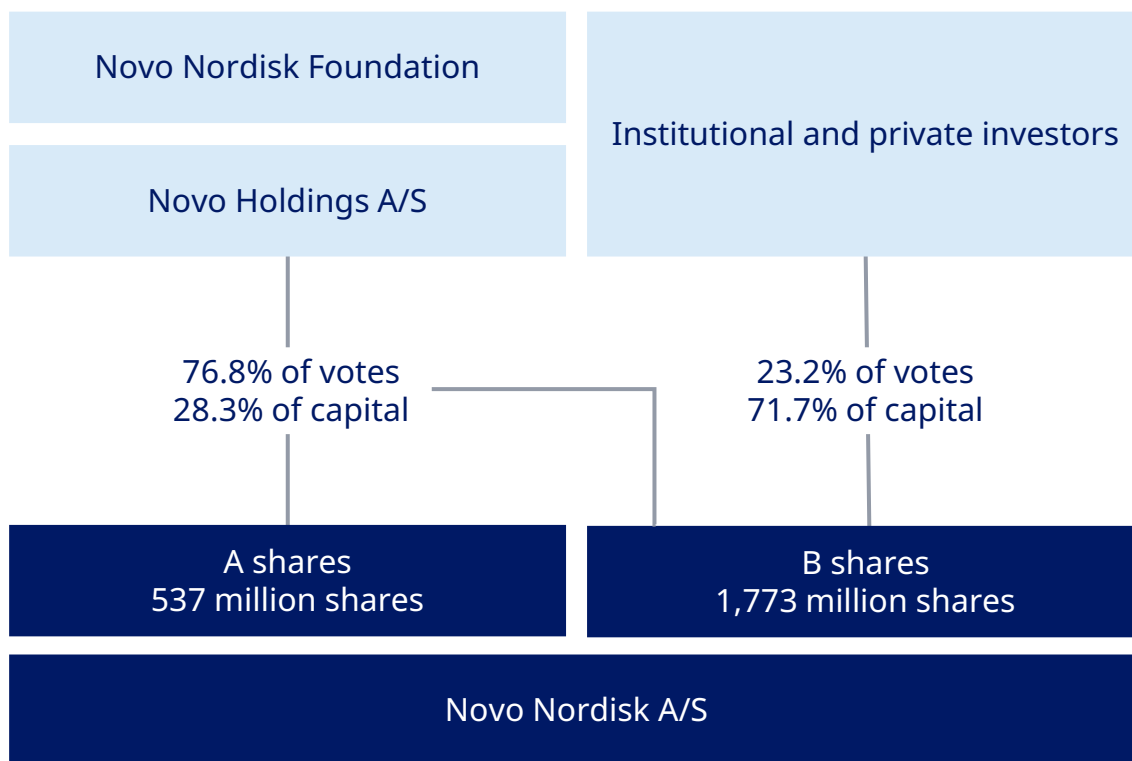 Novo Nordisk Foundation
Novo Holdings A/S
Institutional and private investors
76.8% of votes
28.3% of capital
23.2% of votes
71.7% of capital
A shares
537 million shares
B shares
1,773 million shares
Novo Nordisk A/S